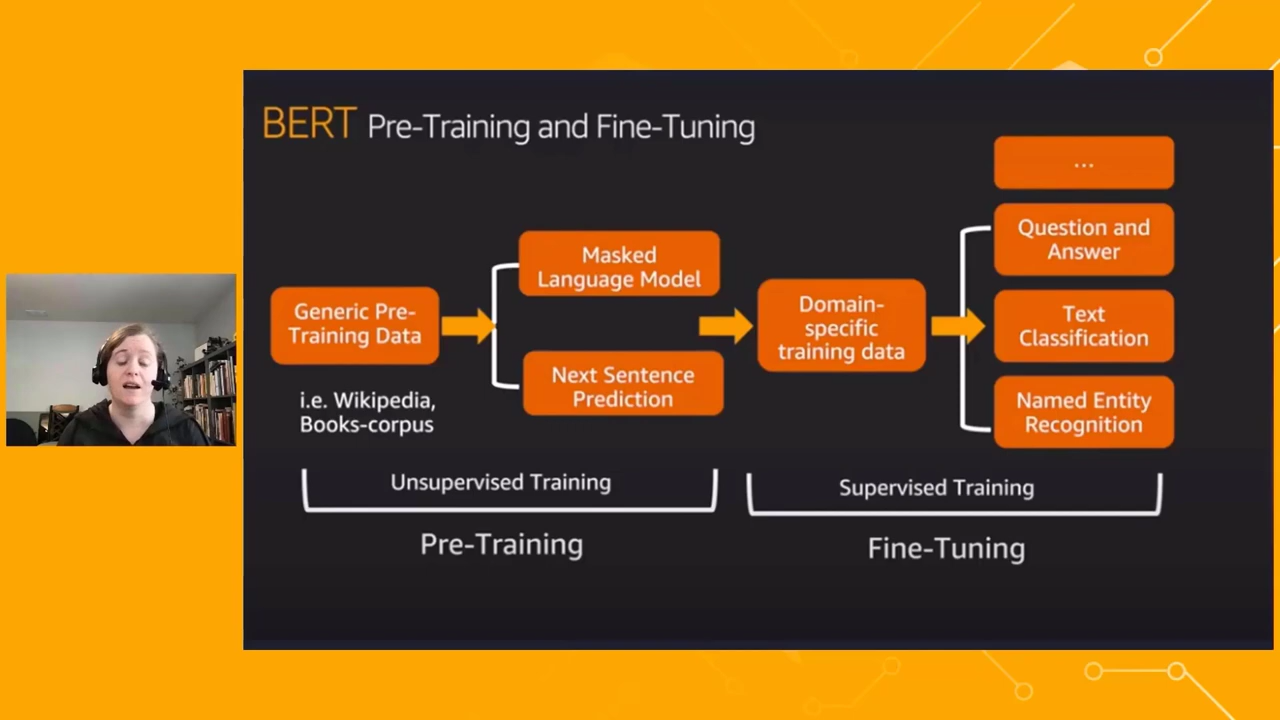 BERT Pre-Training and Fine-Tuning
Generic Pre-
Training Data
i.e. Wikipedia,
Books-corpus
Masked
Language Model
Next Sentence
Prediction
Domain-
specific
training data
...
Question and
Answer
Text
Classification
Named Entity
Recognition
Unsupervised Training
Pre-Training
Supervised Training
Fine-Tuning